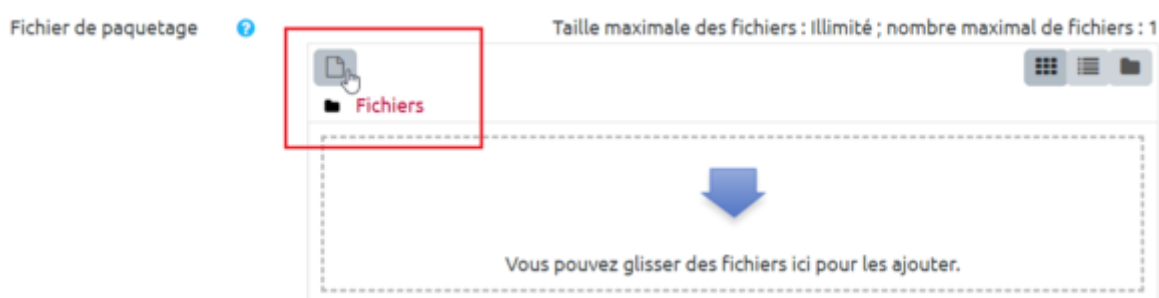 Fichier de paquetage
Taille maximale des fichiers : Illimité ; nombre maximal de fichiers : 1
Fichiers
Vous pouvez glisser des fichiers ici pour les ajouter.